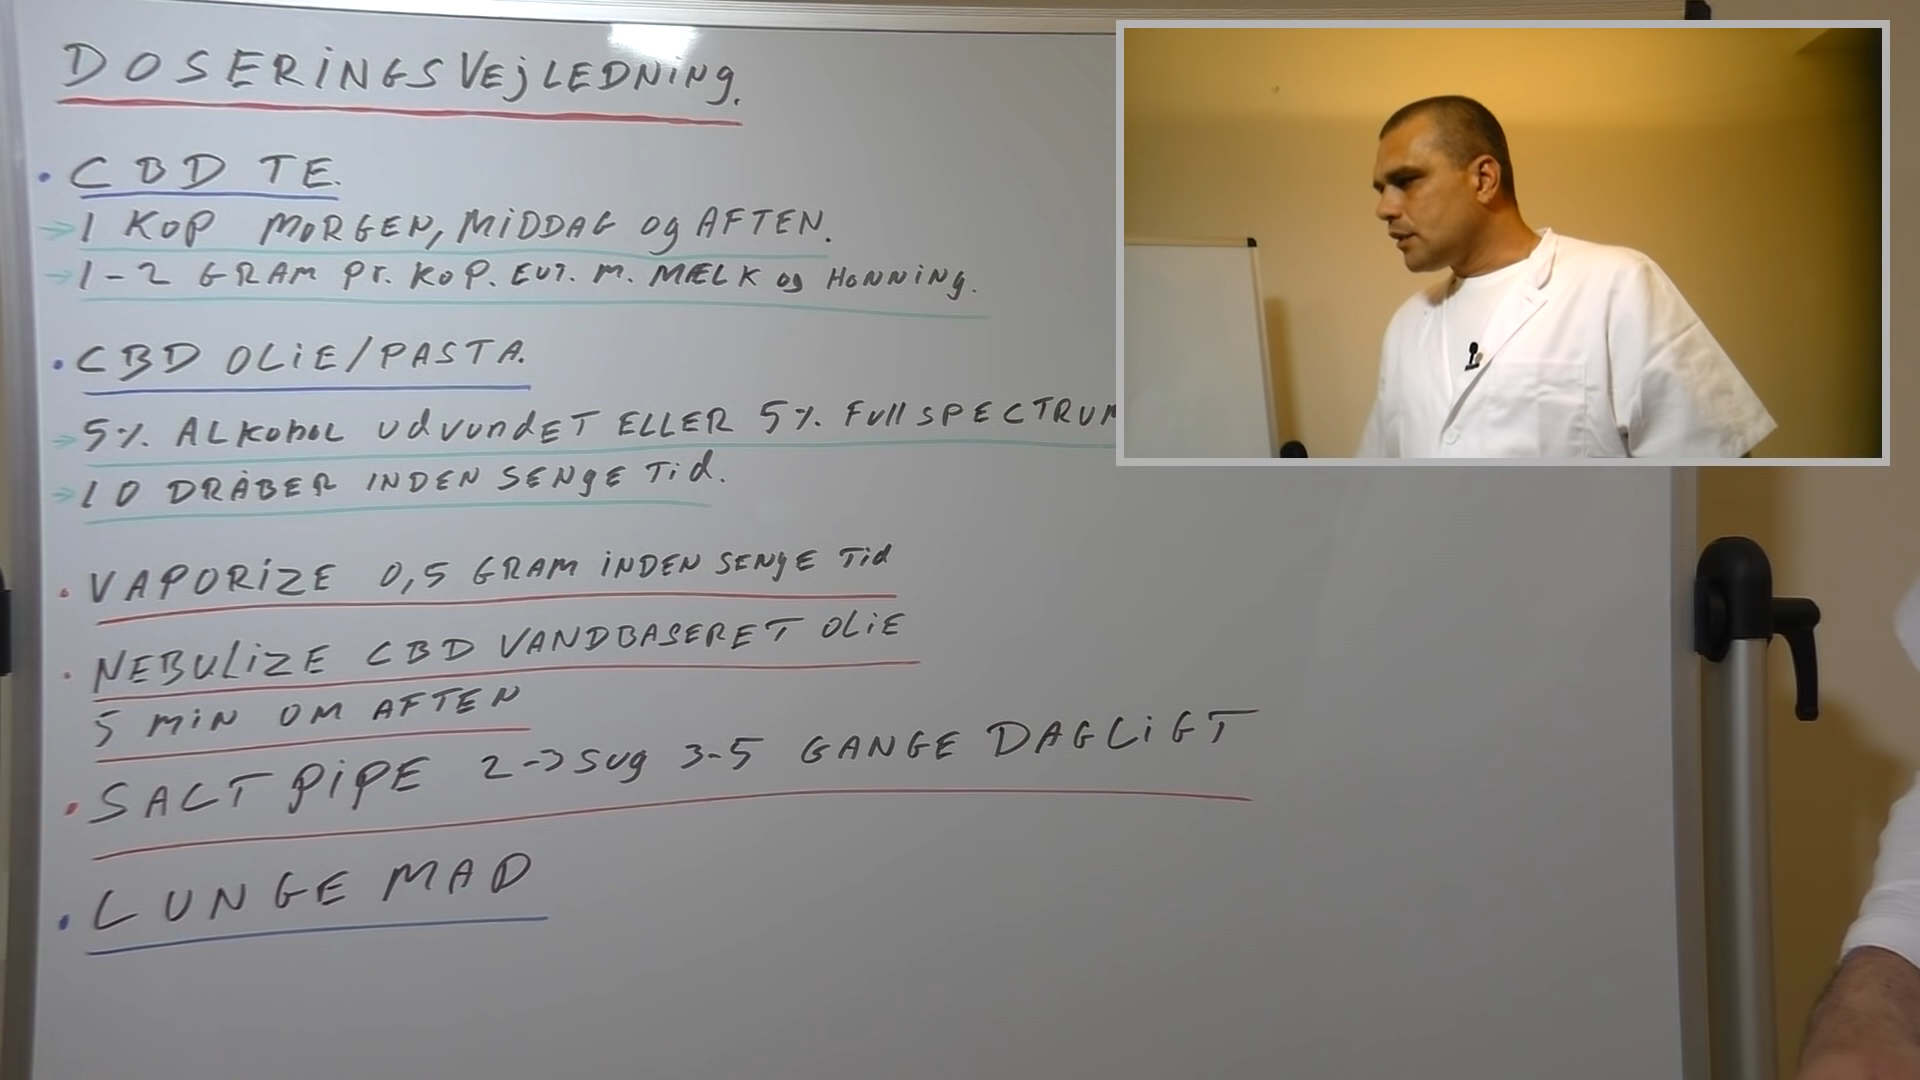 DOSERINGSVEJLEDNING.
CBD TE.
1 KOP MORGEN, MIDDAG og AFTEN.
1-2 GRAM Pr. KOP. EVT. M. MÆLK og HONNING.
CBD OLIE/PASTA.
5% ALKOHOL UdVUNDET ELLER 5% FullSPECTRUM
10 DRÅBER INDEN SENGE Tid.
VAPORIZE 0,5 GRAM INDEN SENGE Tid
NEBULIZE CBD VANDBASERET OLIE
5 MIN OM AFTEN
SALT PIPE 2->Sug 3-5 GANGE DAGLIGT
LUNGE MAD